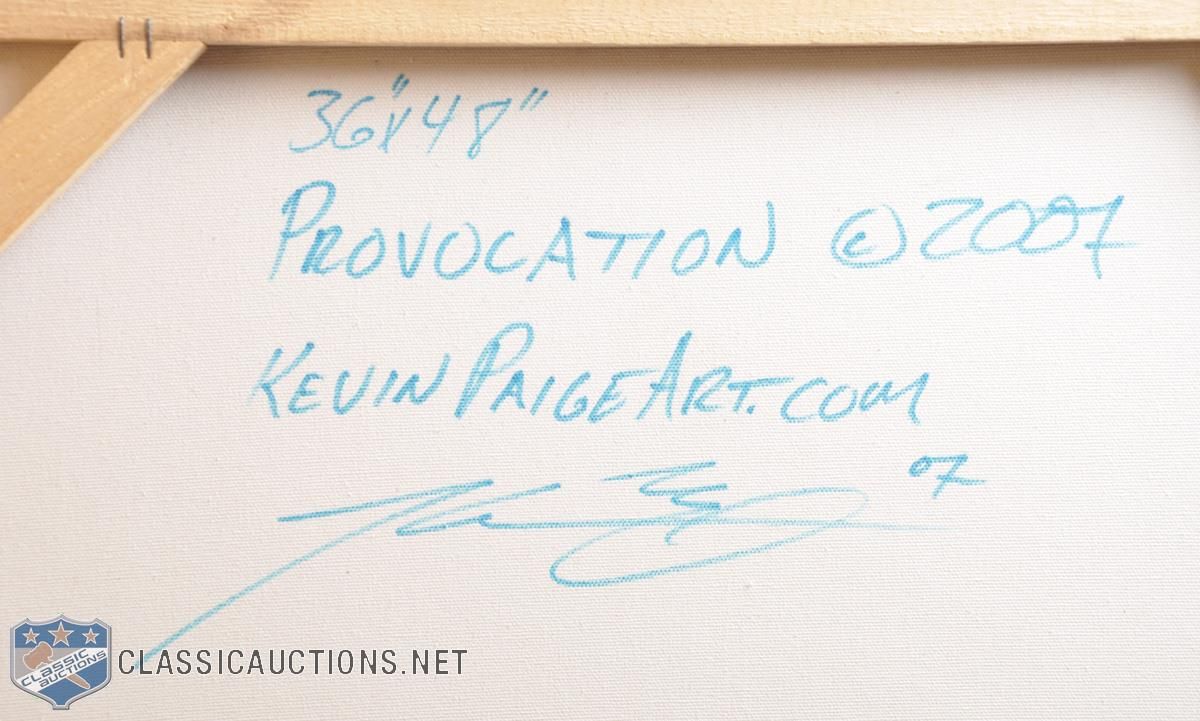 36"x48"
PROVOCATION © 2007
KEVINPAIGEART.COM
07
CLASSIC AUCTIONS
CLASSICAUCTIONS.NET